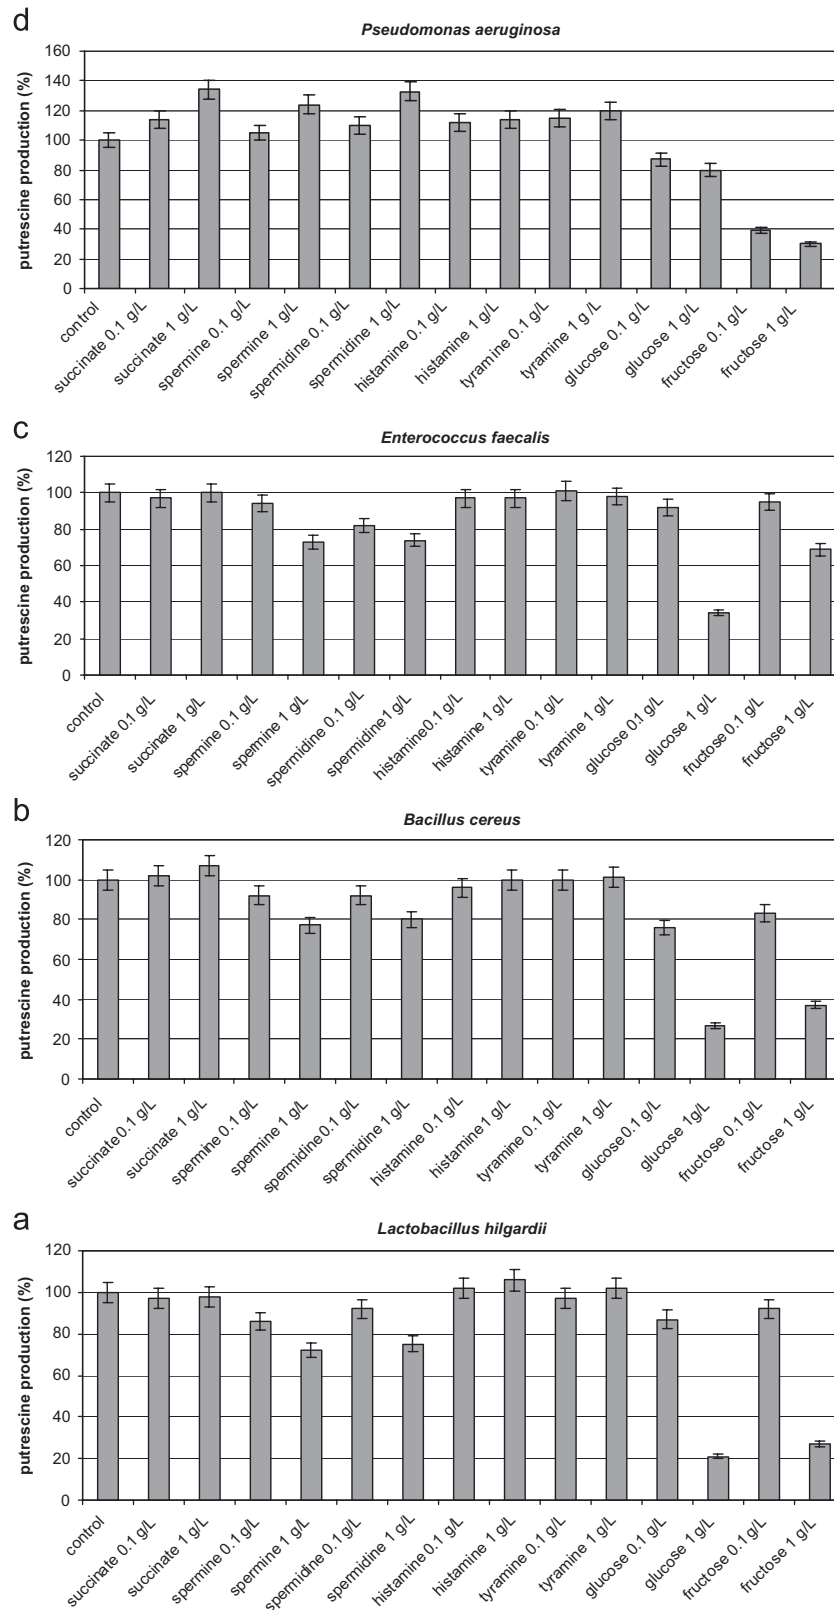 d
Pseudomonas aeruginosa
putrescine production (%)
160
140
120
100
80
60
40
20
0
control
succinate 0.1 g/L
succinate 1 g/L
spermine 0.1 g/L
spermine 1 g/L
spermidine 0.1 g/L
spermidine 1 g/L
histamine 0.1 g/L
histamine 1 g/L
tyramine 0.1 g/L
tyramine 1 g/L
glucose 0.1 g/L
glucose 1 g/L
fructose 0.1 g/L
fructose 1 g/L
c
Enterococcus faecalis
putrescine production (%)
120
100
80
60
40
20
0
control
succinate 0.1 g/L
succinate 1 g/L
spermine 0.1 g/L
spermine 1 g/L
spermidine 0.1 g/L
spermidine 1 g/L
histamine0.1 g/L
histamine 1 g/L
tyramine 0.1 g/L
tyramine 1 g/L
glucose 0.1 g/L
glucose 1 g/L
fructose 0.1 g/L
fructose 1 g/L
b
Bacillus cereus
putrescine production (%)
120
100
80
60
40
20
0
control
succinate 0.1 g/L
succinate 1 g/L
spermine 0.1 g/L
spermine 1 g/L
spermidine 0.1 g/L
spermidine 1 g/L
histamine 0.1 g/L
histamine 1 g/L
tyramine 0.1 g/L
tyramine 1 g/L
glucose 0.1 g/L
glucose 1g/L
fructose 0.1 g/L
fructose 1 g/L
a
Lactobacillus hilgardii
putrescine production (%)
120
100
80
60
40
20
0
control
succinate 0.1 g/L
succinate 1 g/L
spermine 0.1 g/L
spermine 1 g/L
spermidine 0.1 g/L
spermidine 1 g/L
histamine 0.1 g/L
histamine 1 g/L
tyramine 0.1 g/L
tyramine 1 g/L
glucose 0.1 g/L
glucose 1 g/L
fructose 0.1 g/L
fructose 1 g/L